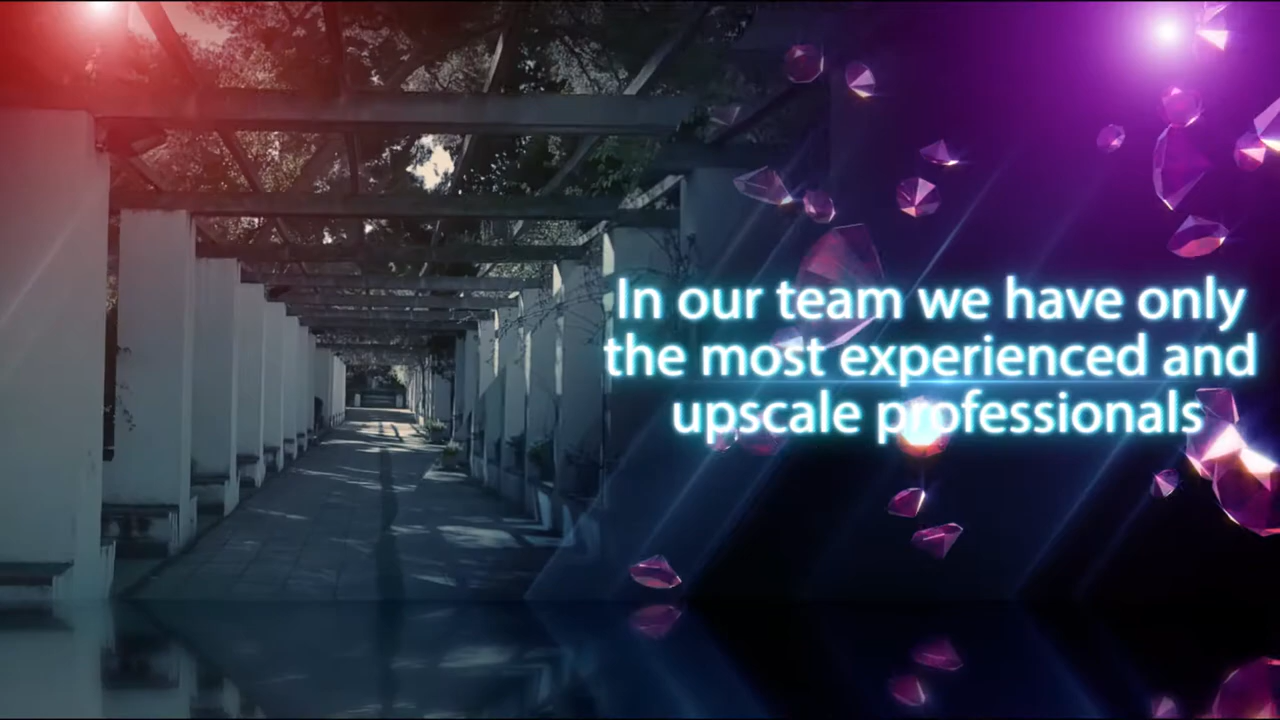 In our team we have only
the most experienced and
upscale professionals